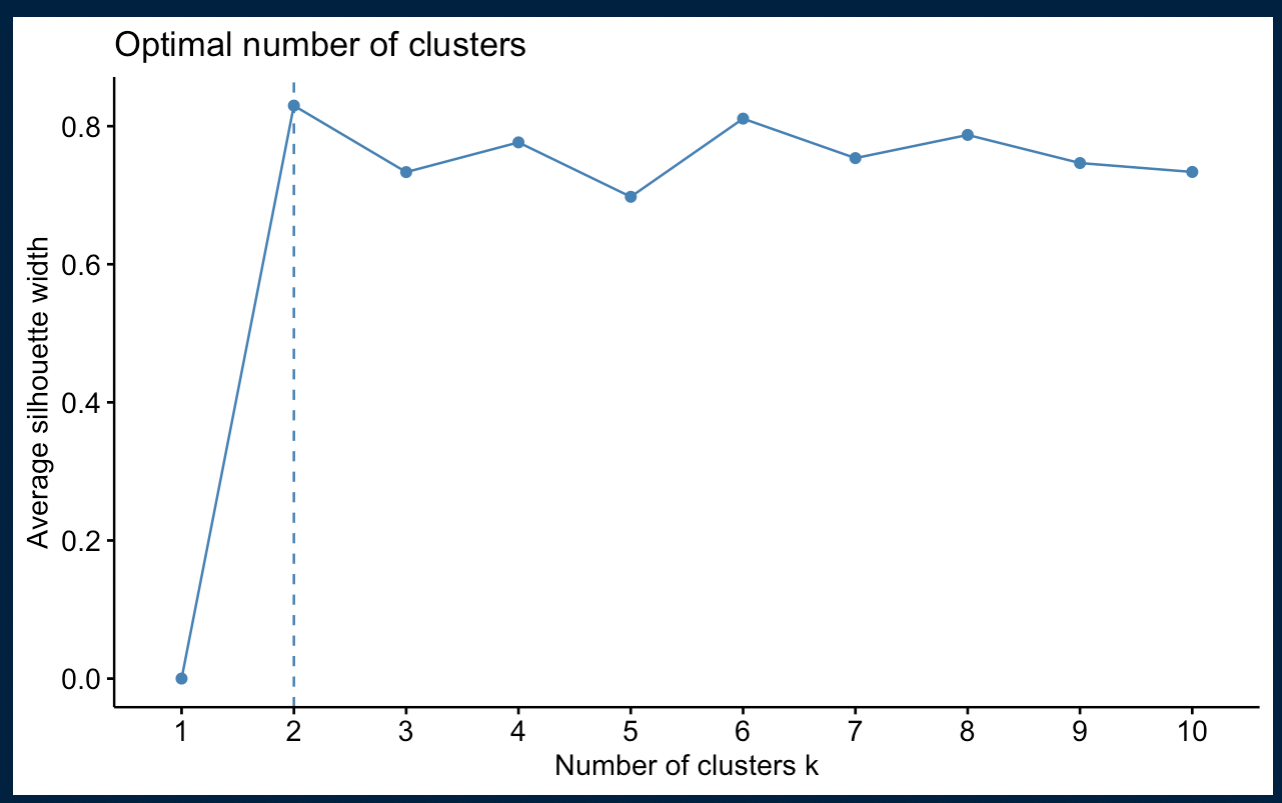 Optimal number of clusters
Average silhouette width
0.8
0.6
0.4
0.2
0.0
1 2 3 4 5 6 7 8 9 10
Number of clusters k